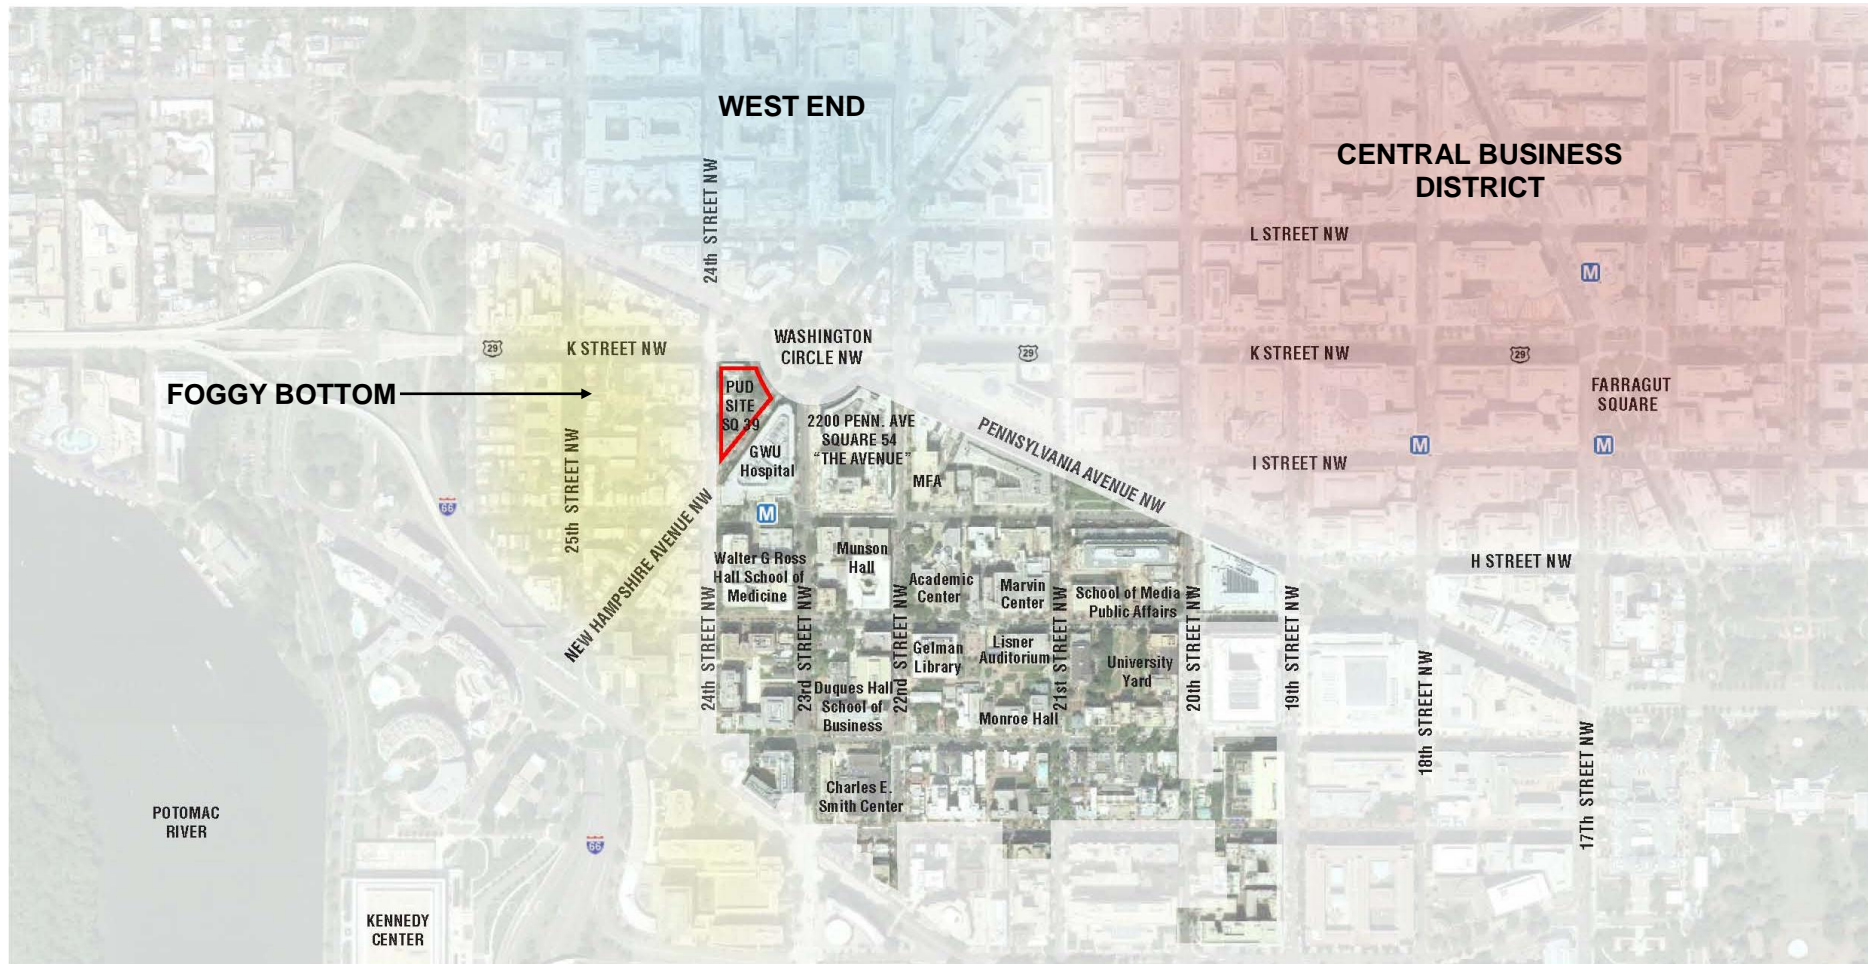 WEST END
CENTRAL BUSINESS
DISTRICT
24th STREET NW
L STREET NW
M
WASHINGTON
CIRCLE NW
29
K STREET NW
29
K STREET NW
29
FOGGY BOTTOM
PUD
SITE
SQ 39
FARRAGUT
SQUARE
2200 PENN. AVE
SQUARE 54
"THE AVENUE"
PENNSYLVANIA AVENUE NW
GWU
Hospital
M
M
I STREET NW
MFA
25th STREET NW
66
M
NEW HAMPSHIRE AVENUE NW
Walter G Ross
Hall School of
Medicine
Munson
Hall
H STREET NW
Academic
Center
Marvin
Center
School of Media
Public Affairs
24th STREET NW
23rd STREET NW
22nd STREET NW
21st STREET NW
20th STREET NW
19th STREET NW
18th STREET NW
17Th STREET NW
Gelman
Library
Lisner
Auditorium
University
Yard
Duques Hall
School of
Business
Monroe Hall
Charles E.
Smith Center
POTOMAC
RIVER
66
KENNEDY
CENTER